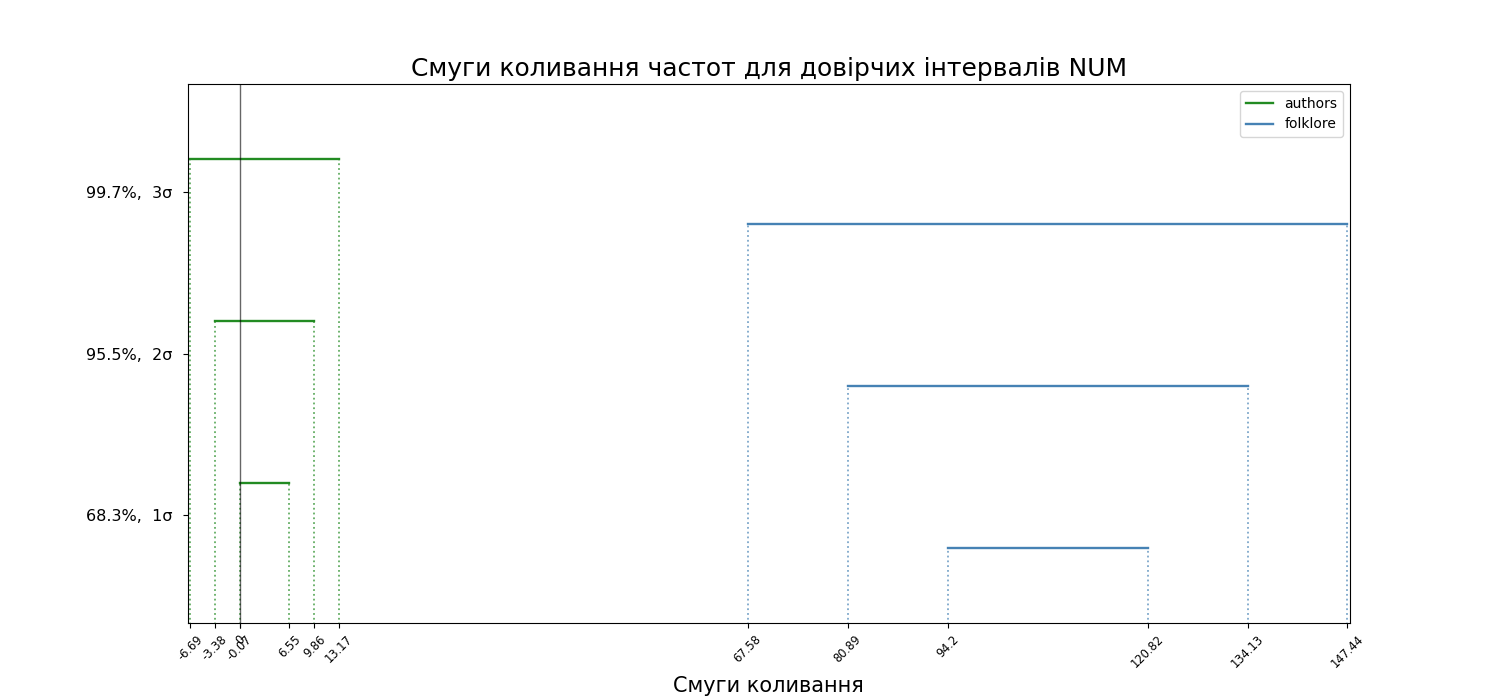 Смуги коливання частот для довірчих інтервалів NUM
authors
folklore
99.7%, 3σ
95.5%, 2σ
68.3%, 1σ
-6.69 -3.38 -0.07 0 6.55 9.86 13.17 67.58 80.89 94.2 120.82 134.13 147.44
Смуги коливання